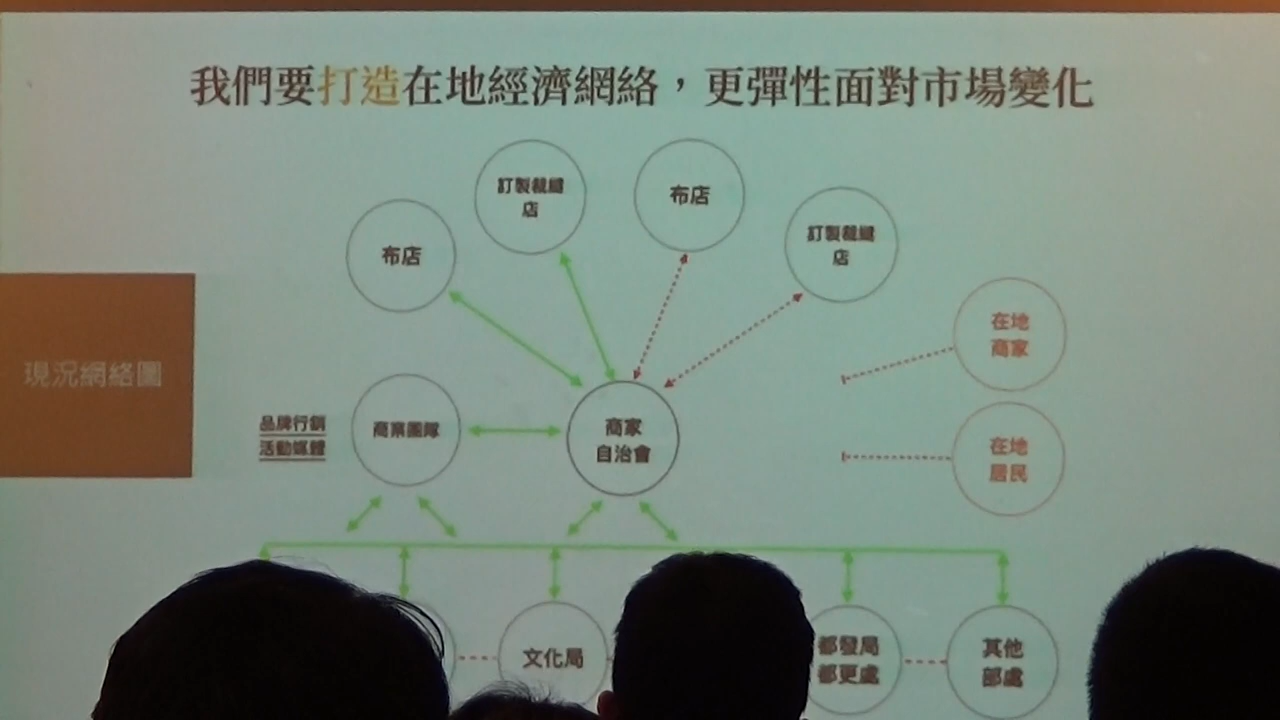 我們要打造在地經濟網絡，更彈性面對市場變化
訂製裁縫
店
布店
訂製裁縫
店
布店
在地
商家
現況網絡圖
品牌行銷
活動媒體
商業團隊
商家
自治會
在地
居民
文化局
都發局
都更處
其他
部處